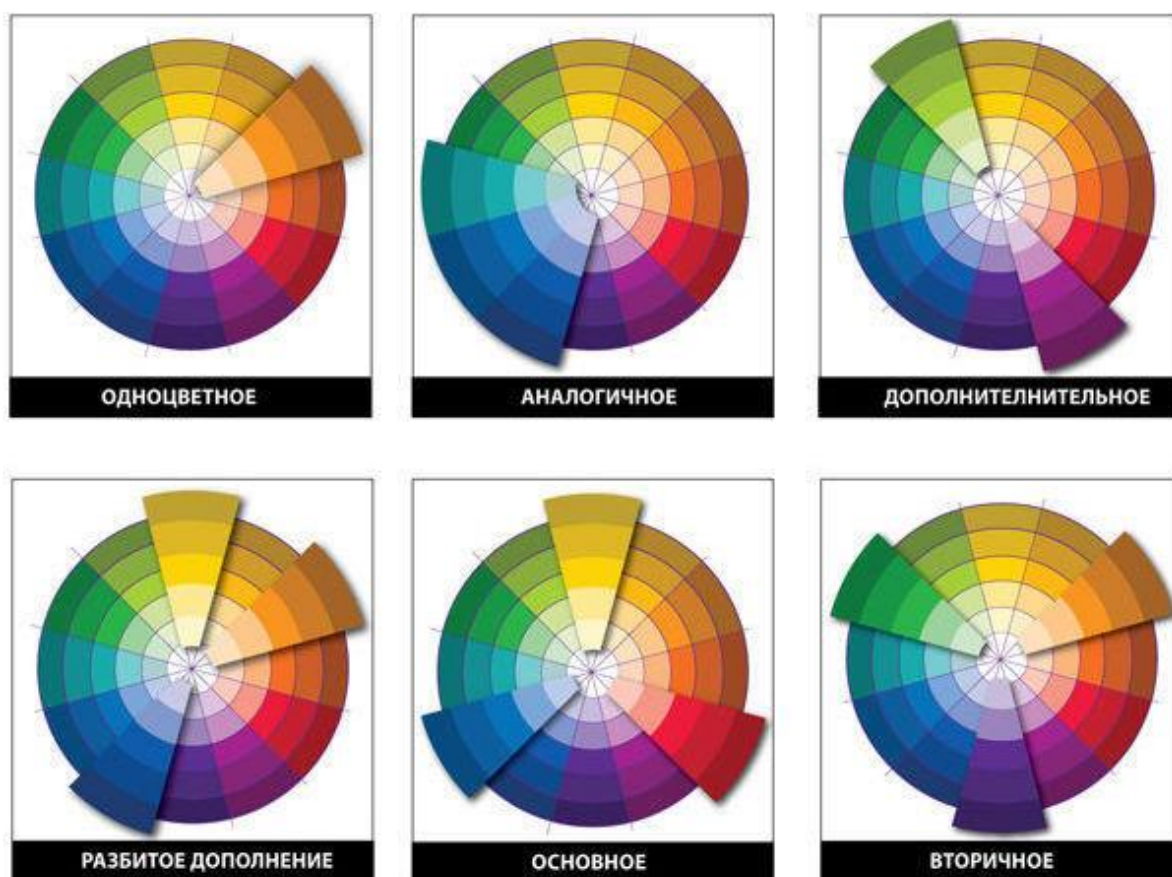 ОДНОЦВЕТНОЕ
АНАЛОГИЧНОЕ
ДОПОЛНИТЕЛНИТЕЛЬНОЕ
РАЗБИТОЕ ДОПОЛНЕНИЕ
ОСНОВНОЕ
ВТОРИЧНОЕ